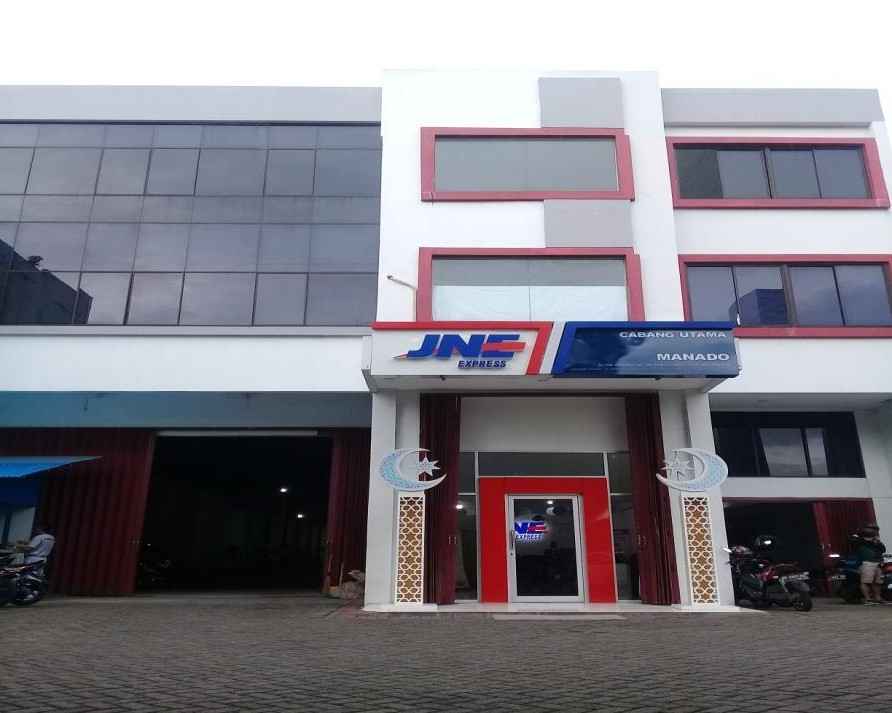 JNE
EXPRESS
CABANG UTAMA
MANADO
JNE
EXPRESS